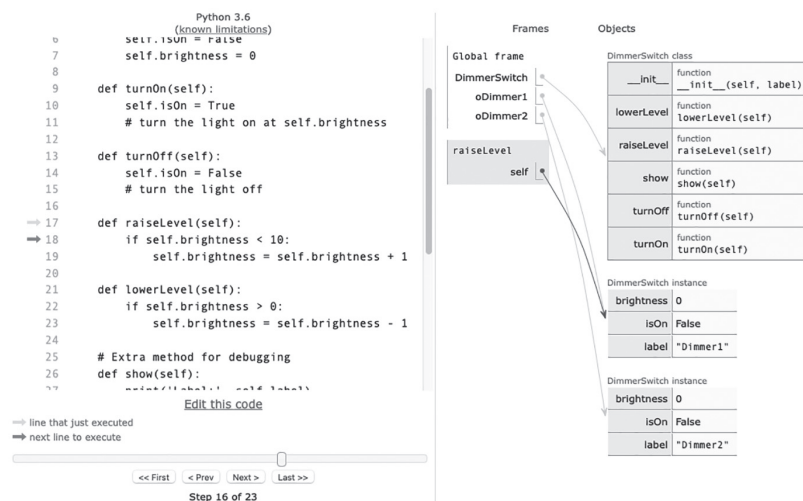 Python 3.6
(known limitations)
6 self.isOn = False
7 self.brightness = 0
8
9 def turnOn(self):
10 self.isOn = True
11 # turn the light on at self.brightness
12
13 def turnOff(self):
14 self.isOn = False
15 # turn the light off
16
17 def raiseLevel(self):
18 if self.brightness < 10:
19 self.brightness = self.brightness + 1
20
21 def lowerLevel(self):
22 if self.brightness > 0:
23 self.brightness = self.brightness - 1
24
25 # Extra method for debugging
26 def show(self):
27 print('Label:', self.label)
Edit this code
line that just executed
next line to execute
<< First < Prev Next > Last >>
Step 16 of 23
Frames Objects
Global frame
DimmerSwitch
oDimmer1
oDimmer2
raiseLevel
self
DimmerSwitch class
__init__ function
__init__(self, label)
lowerLevel function
lowerLevel(self)
raiseLevel function
raiseLevel(self)
show function
show(self)
turnOff function
turnOff(self)
turnOn function
turnOn(self)
DimmerSwitch instance
brightness 0
isOn False
label "Dimmer1"
DimmerSwitch instance
brightness 0
isOn False
label "Dimmer2"